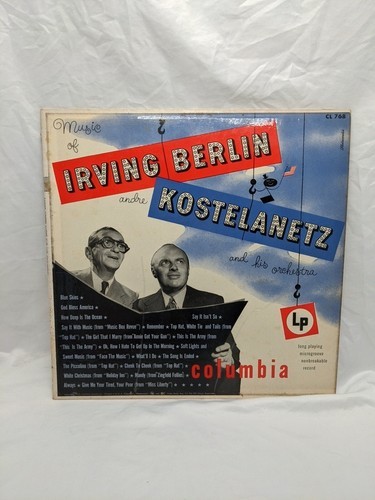 CL 768
Music
of
IRVING BERLIN
andre
KOSTELANETZ
and his orchestra
Blue Skies ★
God Bless America ★
How Deep Is the Ocean
Say It Isn't So ★
Say It With Music (from "Music Box Revue") ★ Remember ★ Top Hat, White Tie and Tails (from
"Top Hat") ★ The Girl That I Marry (from "Annie Get Your Gun") ★ This Is The Army (from
"This Is The Army") ★ Oh, How I Hate To Get Up In The Morning ★ Soft Lights and
Sweet Music (from "Face The Music") ★ What'll I Do ★ The Song Is Ended ★
The Piccolino (from "Top Hat") ★ Cheek To Cheek (from "Top Hat") ★
White Christmas (from "Holiday Inn") ★ Mandy (from Ziegfeld Follies) ★
Always ★ Give Me Your Tired, Your Poor (from "Miss Liberty") ★ ★ ★ ★ ★
columbia
Lp
long playing
microgroove
nonbreakable
record